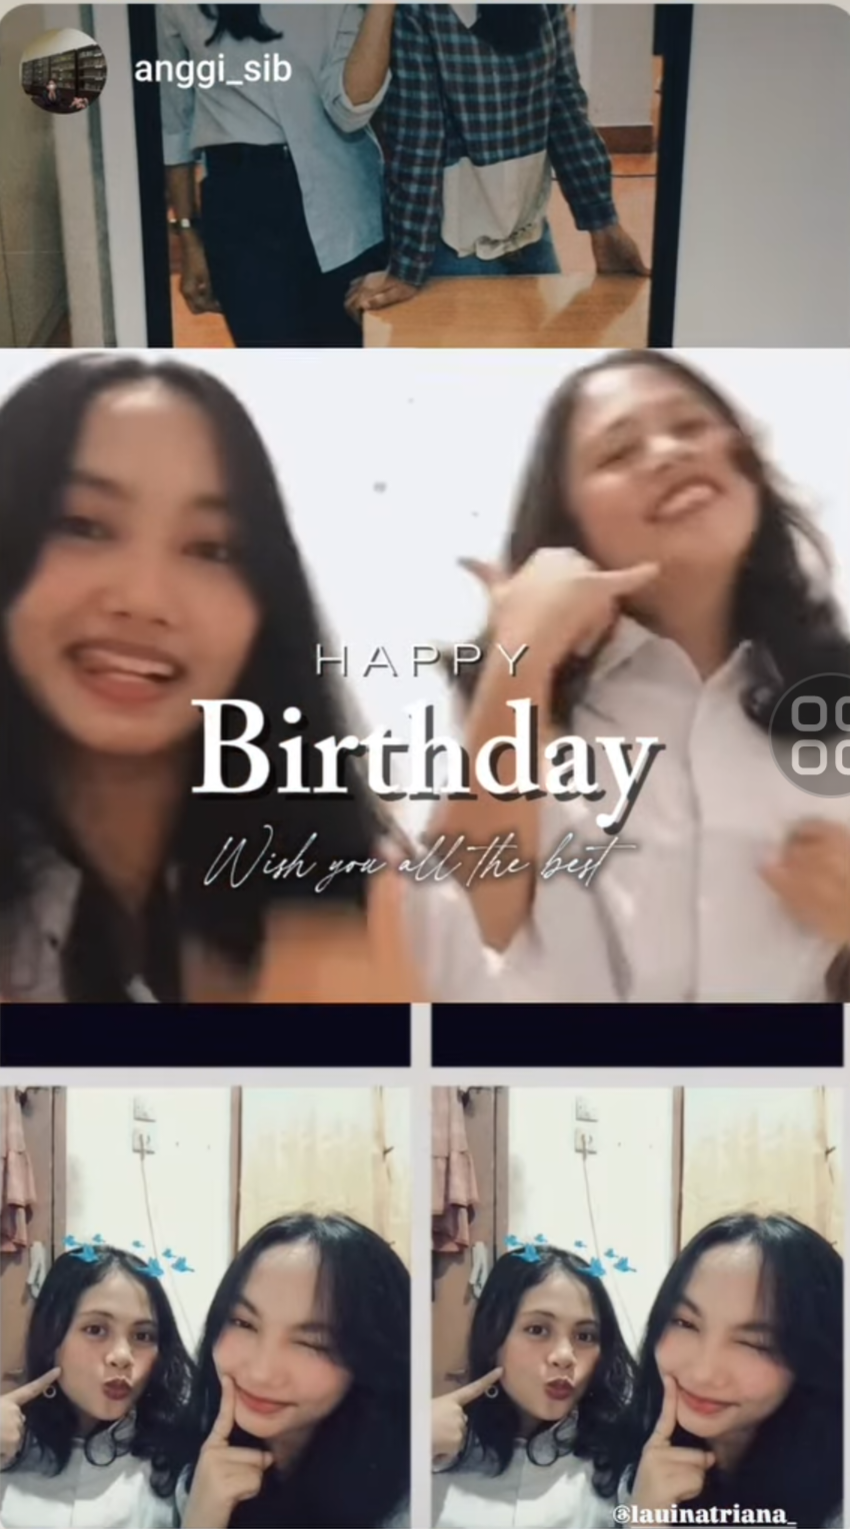 anggi_sib
HAPPY
Birthday
Wish you all the best
@lauinatriana_